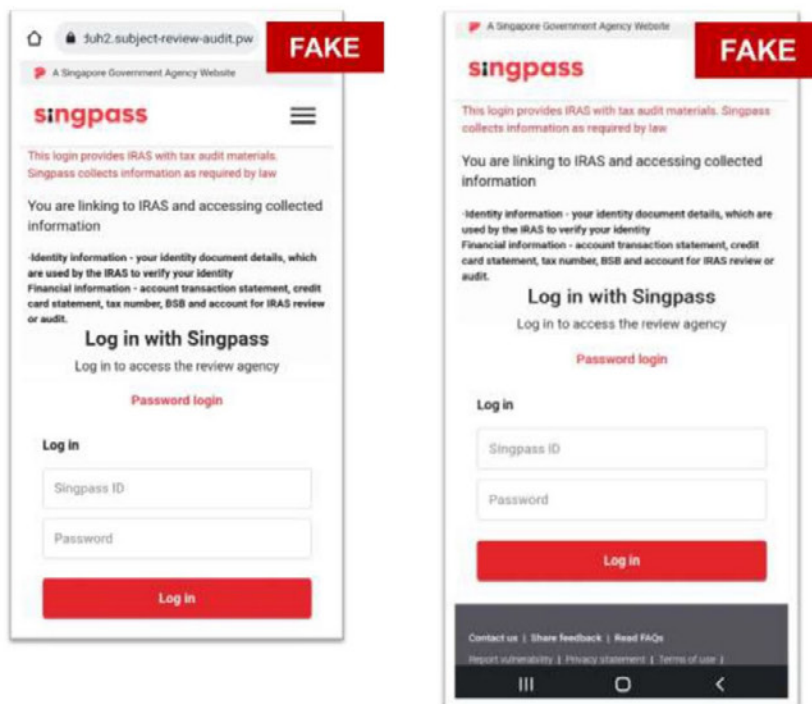 3uh2.subject-review-audit.pw
FAKE
A Singapore Government Agency Website
singpass
This login provides IRAS with tax audit materials.
Singpass collects information as required by law
You are linking to IRAS and accessing collected
information
-Identity information - your identity document details, which
are used by the IRAS to verify your identity
Financial information - account transaction statement, credit
card statement, tax number, BSB and account for IRAS review
or audit.
Log in with Singpass
Log in to access the review agency
Password login
Log in
Singpass ID
Password
Log in
A Singapore Government Agency Website
FAKE
singpass
This login provides IRAS with tax audit materials. Singpass
collects information as required by law
You are linking to IRAS and accessing collected
information
-Identity information - your identity document details, which are
used by the IRAS to verify your identity
Financial information - account transaction statement, credit
card statement, tax number, BSB and account for IRAS review or
audit.
Log in with Singpass
Log in to access the review agency
Password login
Log in
Singpass ID
Password
Log in
Contact us | Share feedback | Read FAQs
Report vulnerability | Privacy statement | Terms of use |